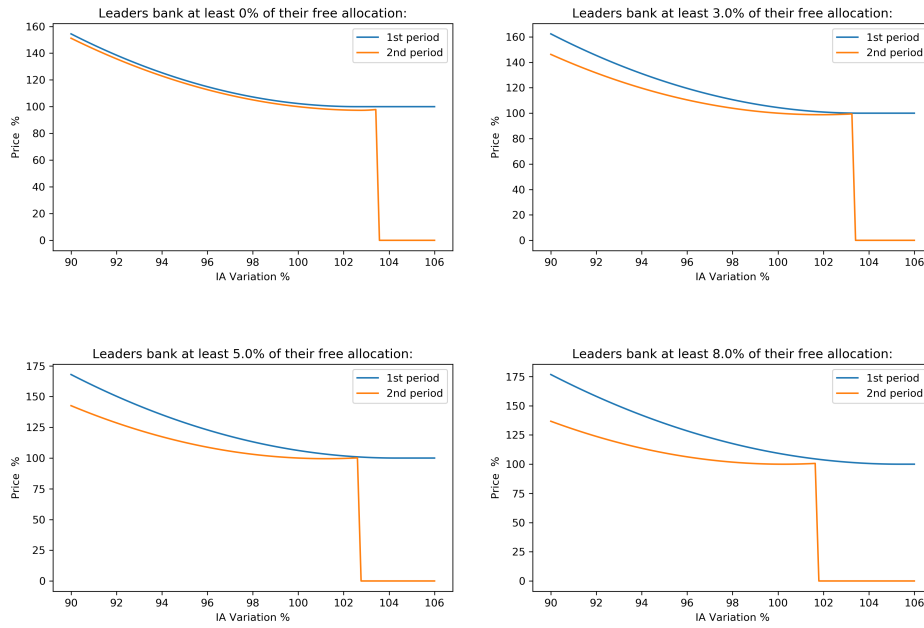 Leaders bank at least 0% of their free allocation:
160
140
120
100
80
60
40
20
0
Price %
90 92 94 96 98 100 102 104 106
IA Variation %
1st period
2nd period
Leaders bank at least 3.0% of their free allocation:
160
140
120
100
80
60
40
20
0
Price %
90 92 94 96 98 100 102 104 106
IA Variation %
1st period
2nd period
Leaders bank at least 5.0% of their free allocation:
175
150
125
100
75
50
25
0
Price %
90 92 94 96 98 100 102 104 106
IA Variation %
1st period
2nd period
Leaders bank at least 8.0% of their free allocation:
175
150
125
100
75
50
25
0
Price %
90 92 94 96 98 100 102 104 106
IA Variation %
1st period
2nd period